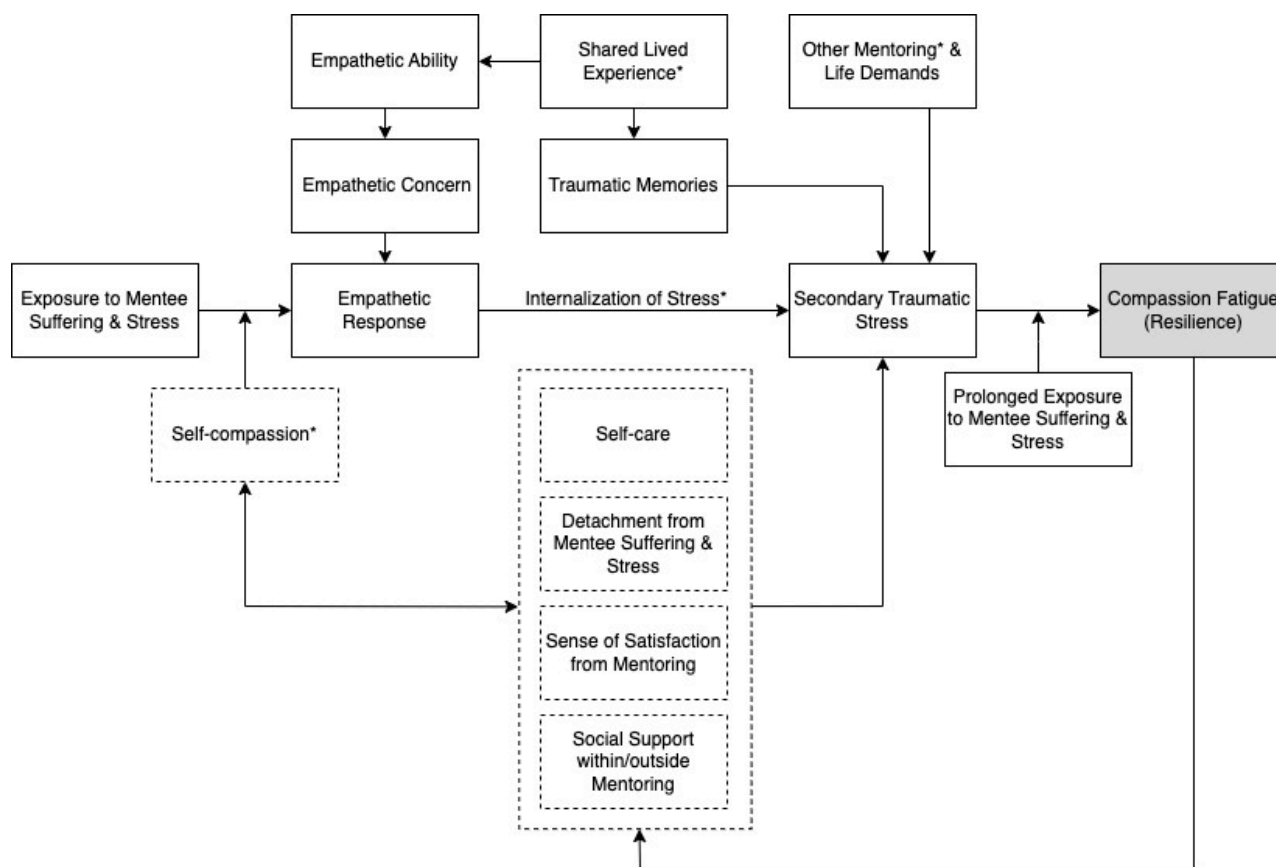 Empathetic Ability
Shared Lived
Experience*
Other Mentoring* &
Life Demands
Empathetic Concern
Traumatic Memories
Exposure to Mentee
Suffering & Stress
Empathetic
Response
Internalization of Stress*
Secondary Traumatic
Stress
Compassion Fatigue
(Resilience)
Self-compassion*
Self-care
Prolonged Exposure
to Mentee Suffering &
Stress
Detachment from
Mentee Suffering &
Stress
Sense of Satisfaction
from Mentoring
Social Support
within/outside
Mentoring